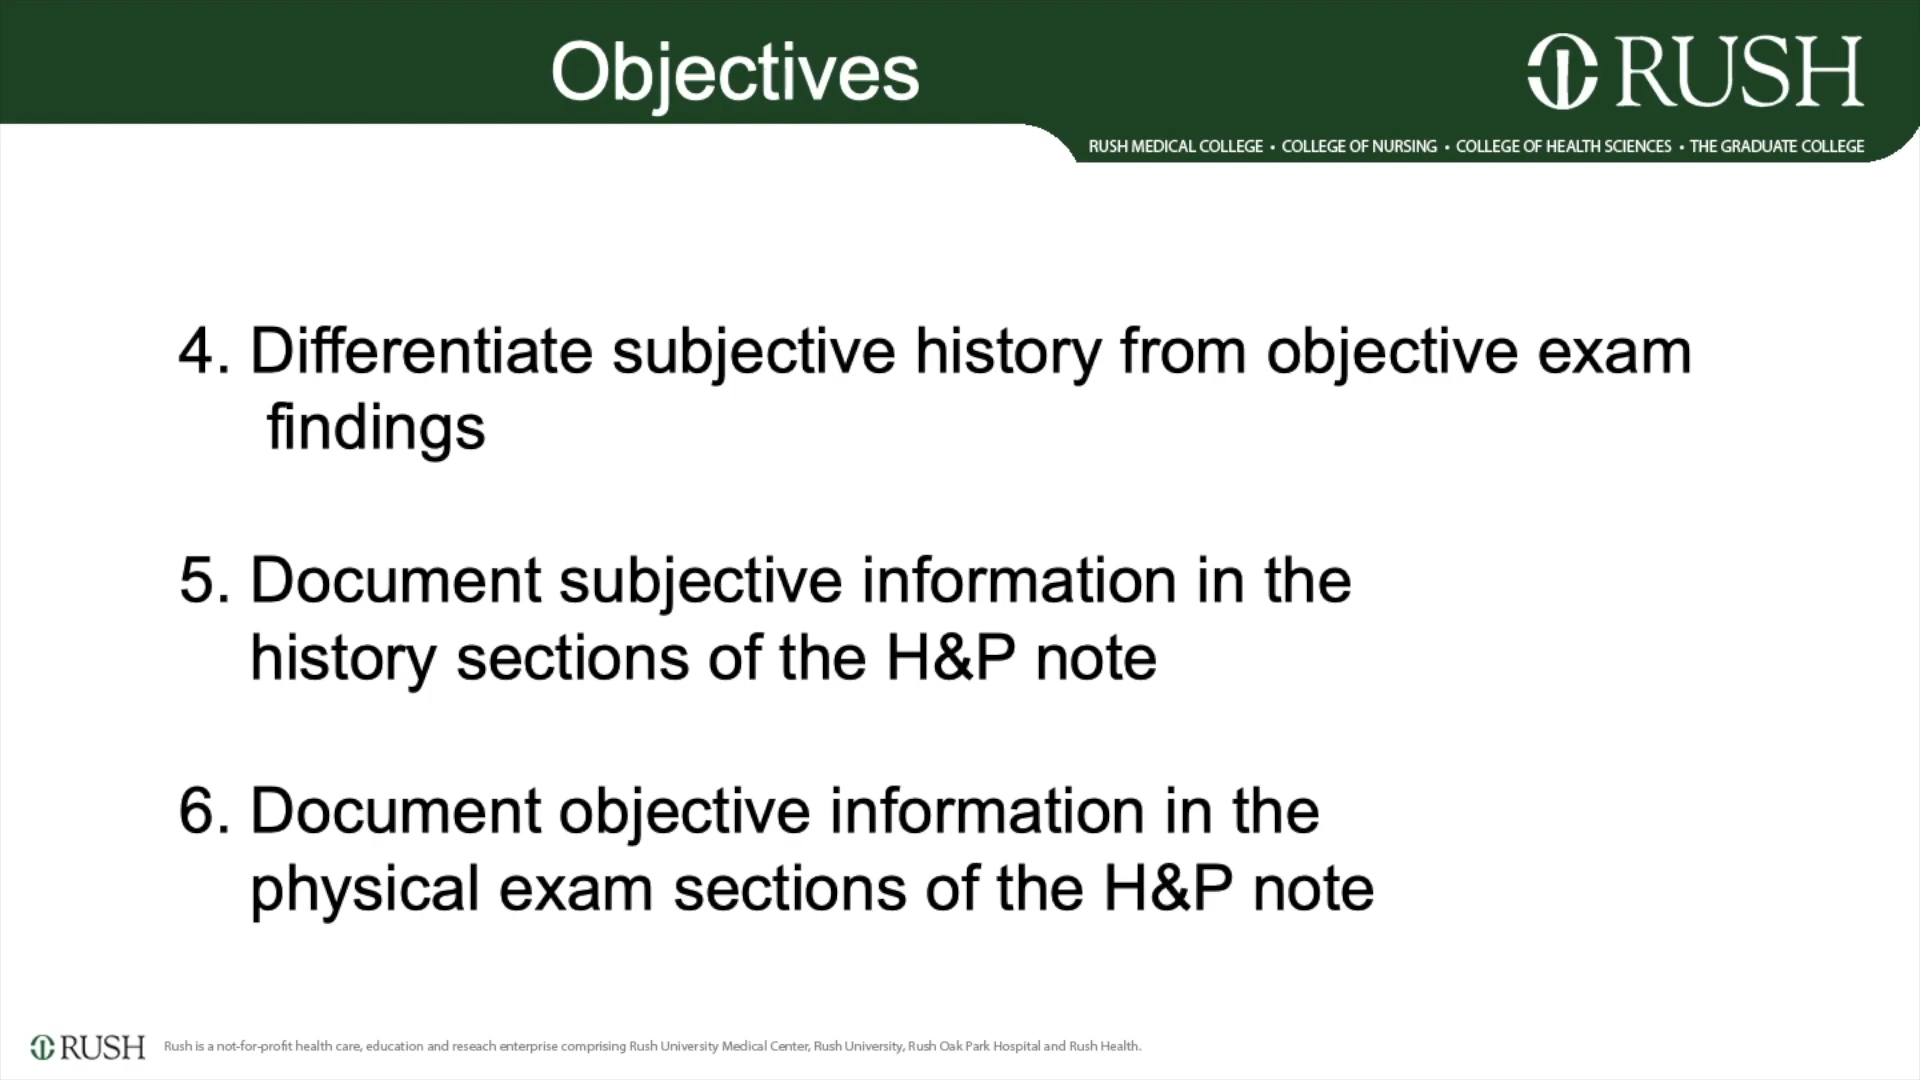 Objectives
RUSH
RUSH MEDICAL COLLEGE • COLLEGE OF NURSING • COLLEGE OF HEALTH SCIENCES • THE GRADUATE COLLEGE
4. Differentiate subjective history from objective exam
findings
5. Document subjective information in the
history sections of the H&P note
6. Document objective information in the
physical exam sections of the H&P note
RUSH
Rush is a not-for-profit health care, education and reseach enterprise comprising Rush University Medical Center, Rush University, Rush Oak Park Hospital and Rush Health.